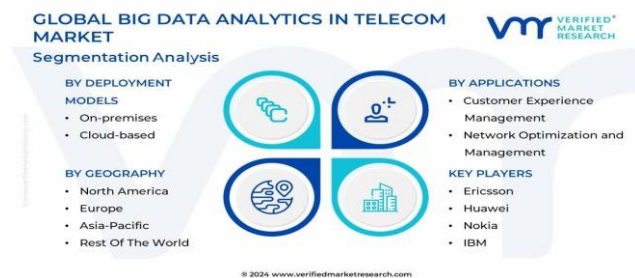 GLOBAL BIG DATA ANALYTICS IN TELECOM
MARKET
Segmentation Analysis
vmr
VERIFIED®
MARKET
RESEARCH
BY DEPLOYMENT
MODELS
• On-premises
• Cloud-based
BY APPLICATIONS
• Customer Experience
Management
• Network Optimization and
Management
BY GEOGRAPHY
• North America
• Europe
• Asia-Pacific
• Rest Of The World
KEY PLAYERS
• Ericsson
• Huawei
• Nokia
• IBM
© 2024 www.verifiedmarketresearch.com